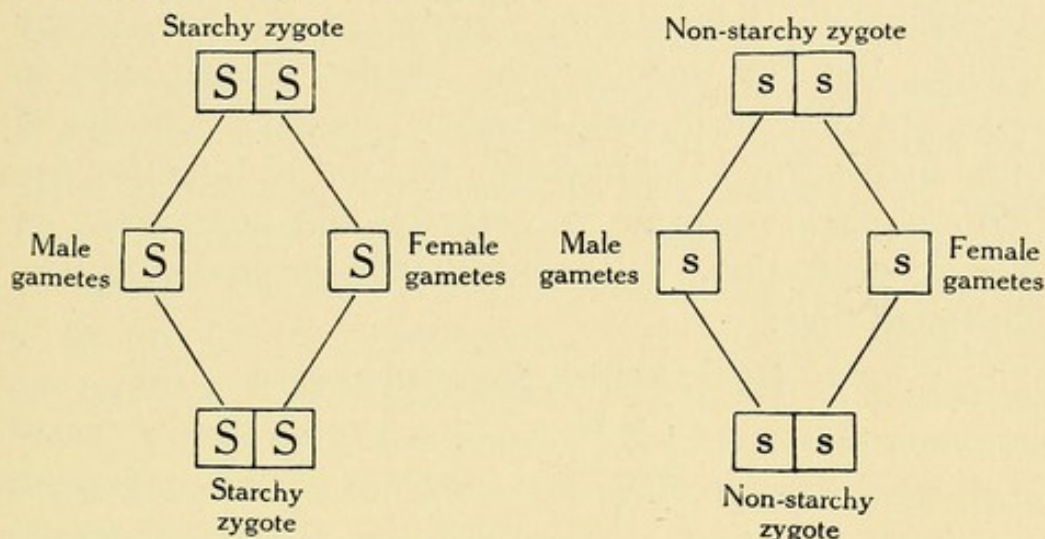 Starchy zygote
S S
Male
gametes
S
S
Female
gametes
S S
Starchy
zygote
Non-starchy zygote
s s
Male
gametes
s
s
Female
gametes
s s
Non-starchy
zygote